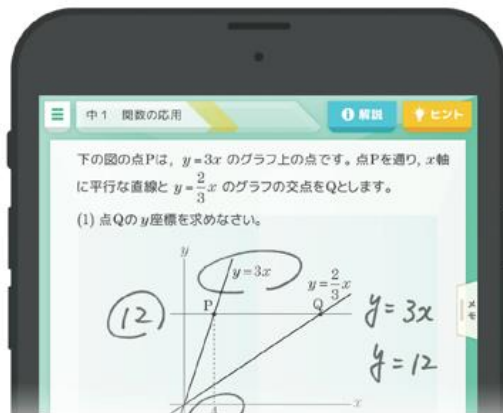 中1 関数の応用
解説
ヒント
下の図の点Pは, y=3x のグラフ上の点です。点Pを通り, x軸
に平行な直線と y=2/3x のグラフの交点をQとします。
(1) 点Qのy座標を求めなさい。
y
y=3x
y=2/3x
P
Q
12
y=3x
y=12
メモ
x